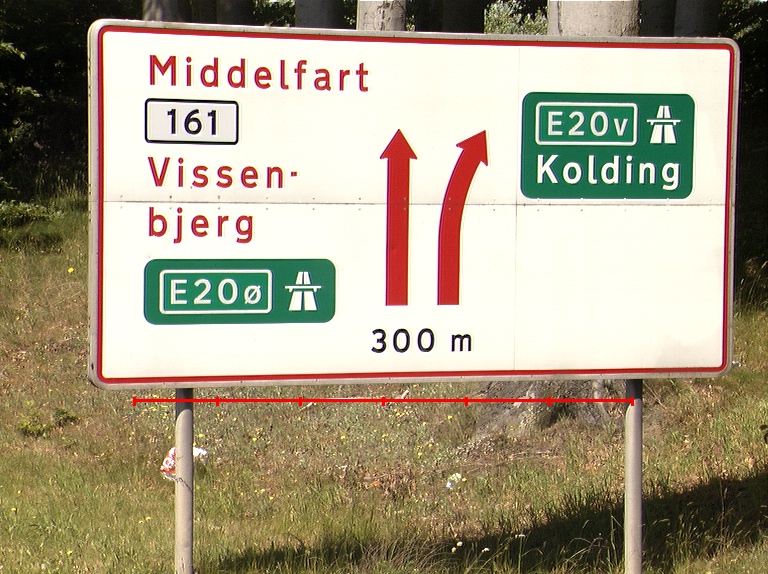 Middelfart
161
Vissen-
bjerg
E20ø
300 m
E20v
Kolding